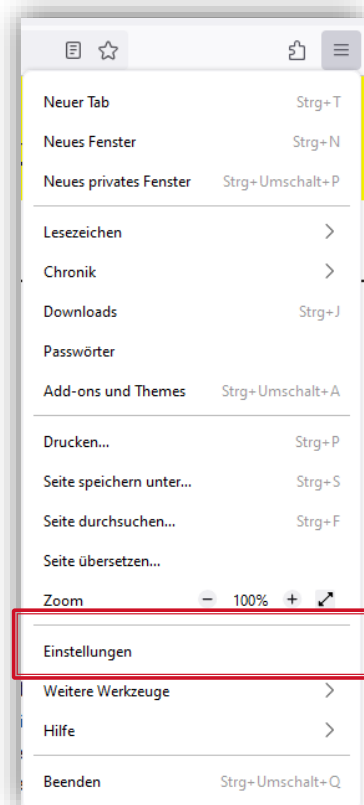 Neuer Tab Strg+T
Neues Fenster Strg+N
Neues privates Fenster Strg+Umschalt+P
Lesezeichen
Chronik
Downloads Strg+J
Passwörter
Add-ons und Themes Strg+Umschalt+A
Drucken... Strg+P
Seite speichern unter... Strg+S
Seite durchsuchen... Strg+F
Seite übersetzen...
Zoom − 100% +
Einstellungen
Weitere Werkzeuge
Hilfe
Beenden Strg+Umschalt+Q